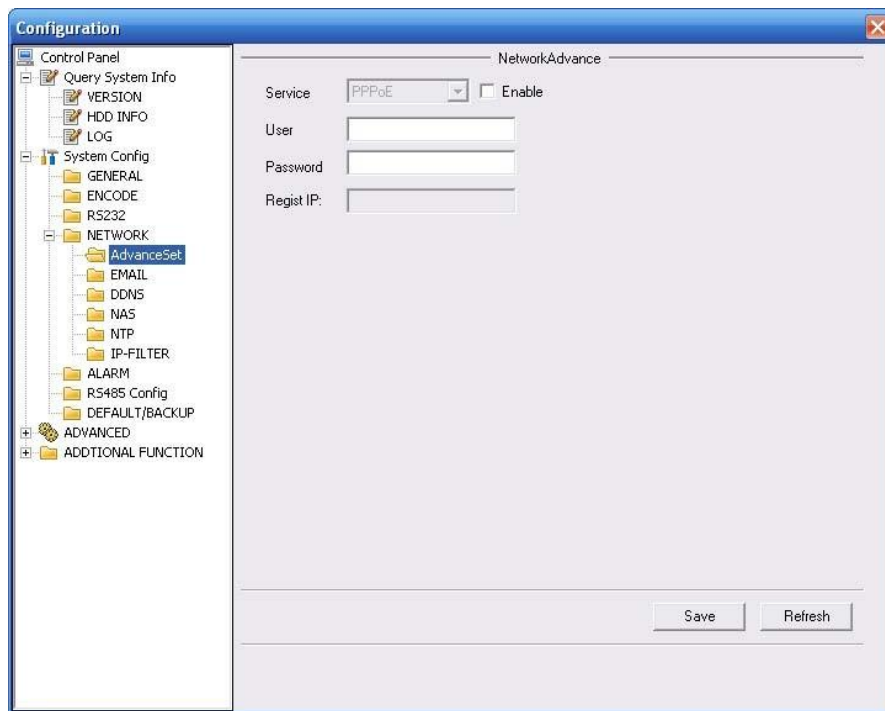 Configuration
Control Panel
Query System Info
VERSION
HDD INFO
LOG
System Config
GENERAL
ENCODE
RS232
NETWORK
AdvanceSet
EMAIL
DDNS
NAS
NTP
IP-FILTER
ALARM
RS485 Config
DEFAULT/BACKUP
ADVANCED
ADDTIONAL FUNCTION
NetworkAdvance
Service PPPoE Enable
User
Password
Regist IP:
Save Refresh